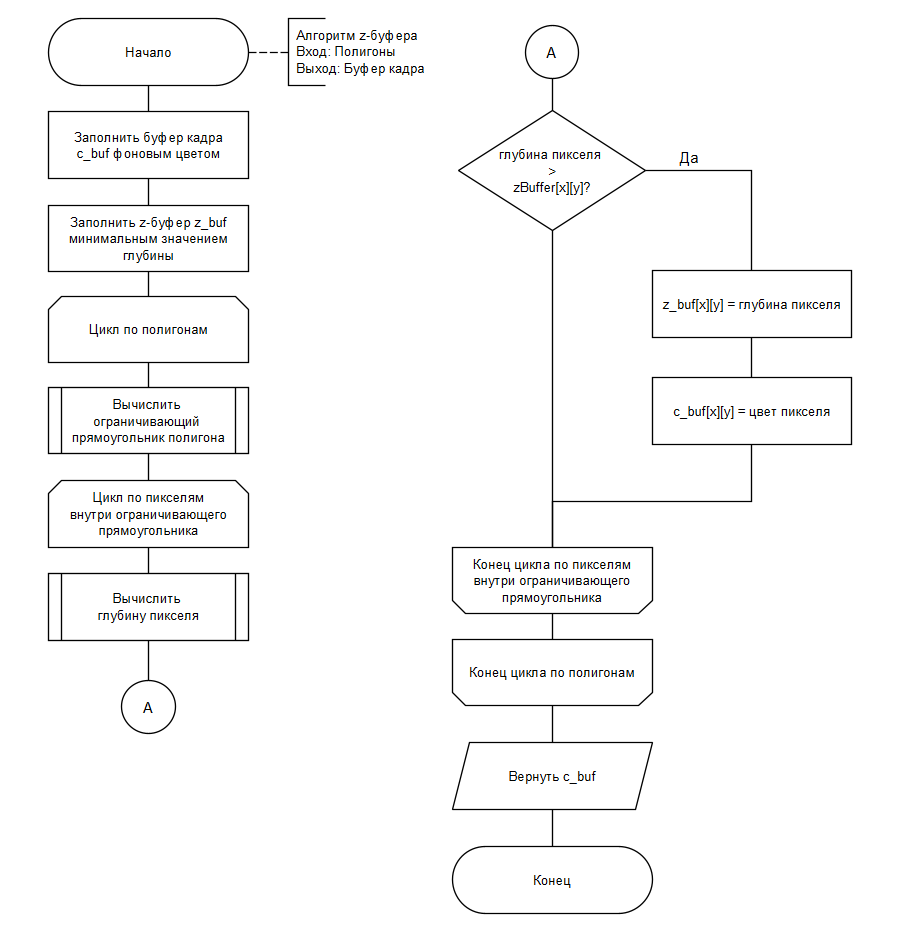 Начало
Алгоритм z-буфера
Вход: Полигоны
Выход: Буфер кадра
Заполнить буфер кадра
c_buf фоновым цветом
Заполнить z-буфер z_buf
минимальным значением
глубины
Цикл по полигонам
Вычислить
ограничивающий
прямоугольник полигона
Цикл по пикселям
внутри ограничивающего
прямоугольника
Вычислить
глубину пикселя
А
А
глубина пикселя
>
zBuffer[x][y]?
Да
z_buf[x][y] = глубина пикселя
c_buf[x][y] = цвет пикселя
Конец цикла по пикселям
внутри ограничивающего
прямоугольника
Конец цикла по полигонам
Вернуть c_buf
Конец